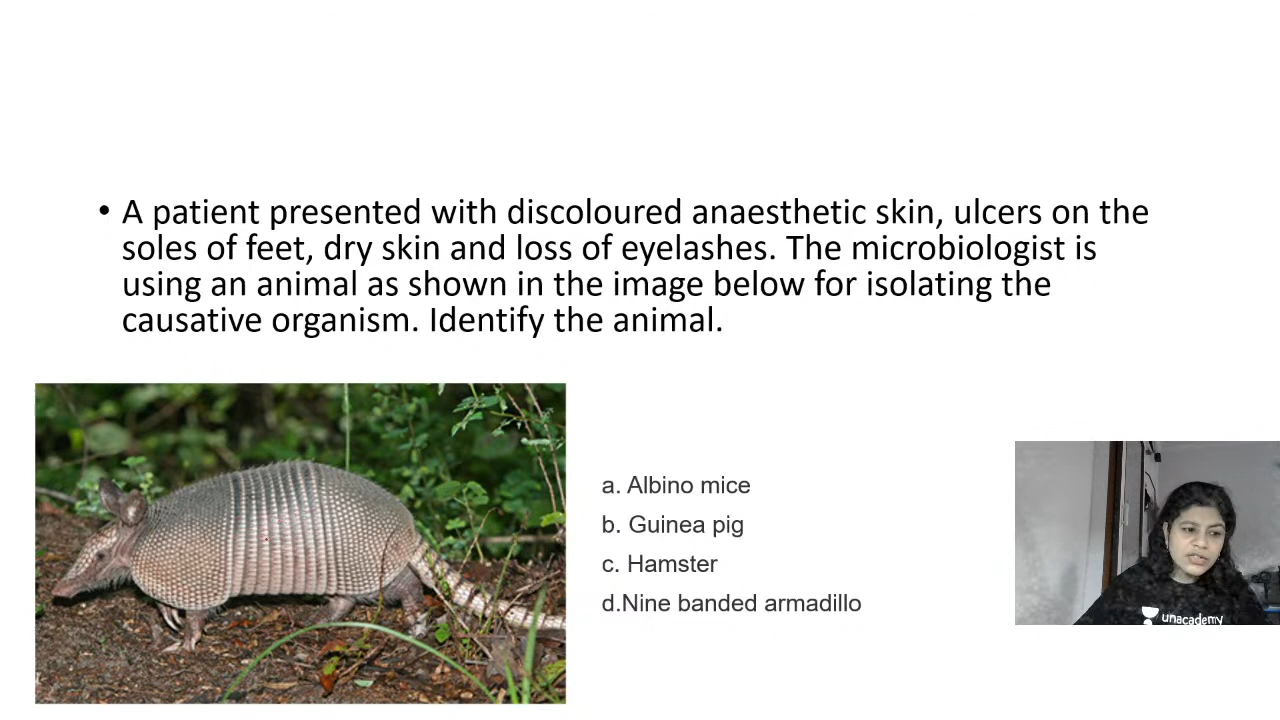 • A patient presented with discoloured anaesthetic skin, ulcers on the
soles of feet, dry skin and loss of eyelashes. The microbiologist is
using an animal as shown in the image below for isolating the
causative organism. Identify the animal.
a. Albino mice
b. Guinea pig
c. Hamster
d.Nine banded armadillo
unacademy